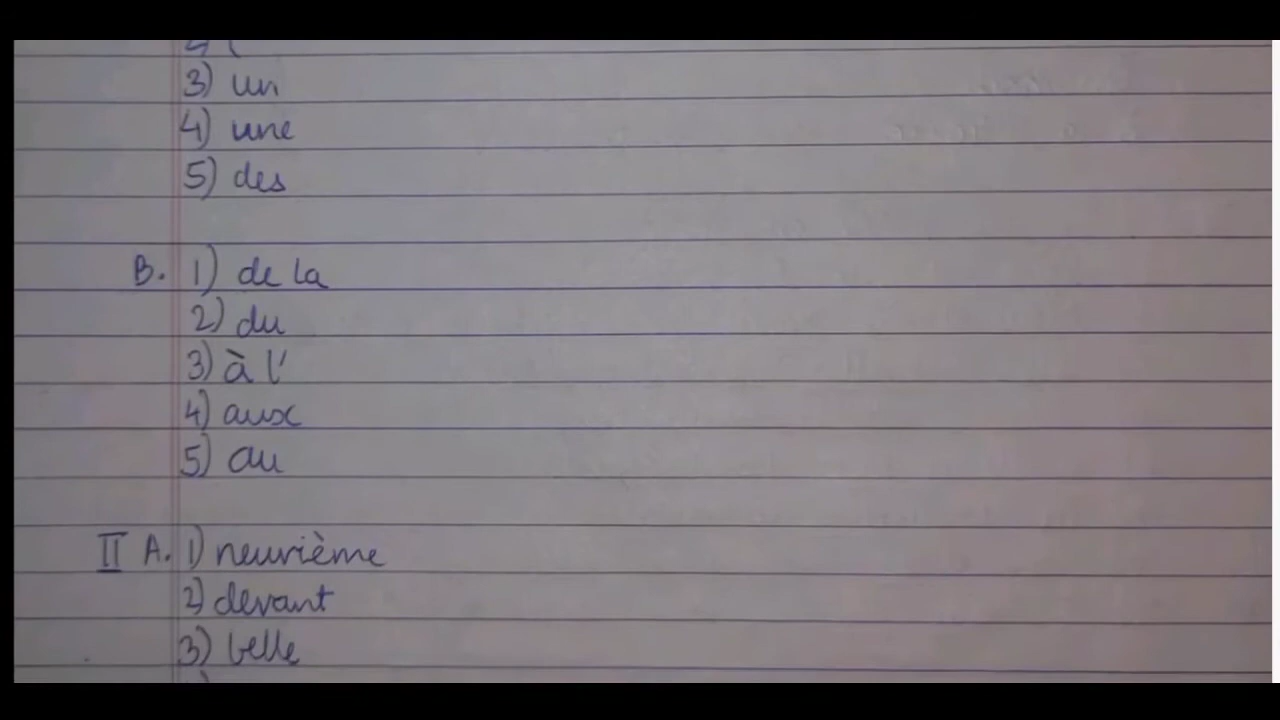 3) un
4) une
5) des
B. 1) de la
2) du
3) à l'
4) aux
5) au
II A. 1) neuvième
2) devant
3) belle